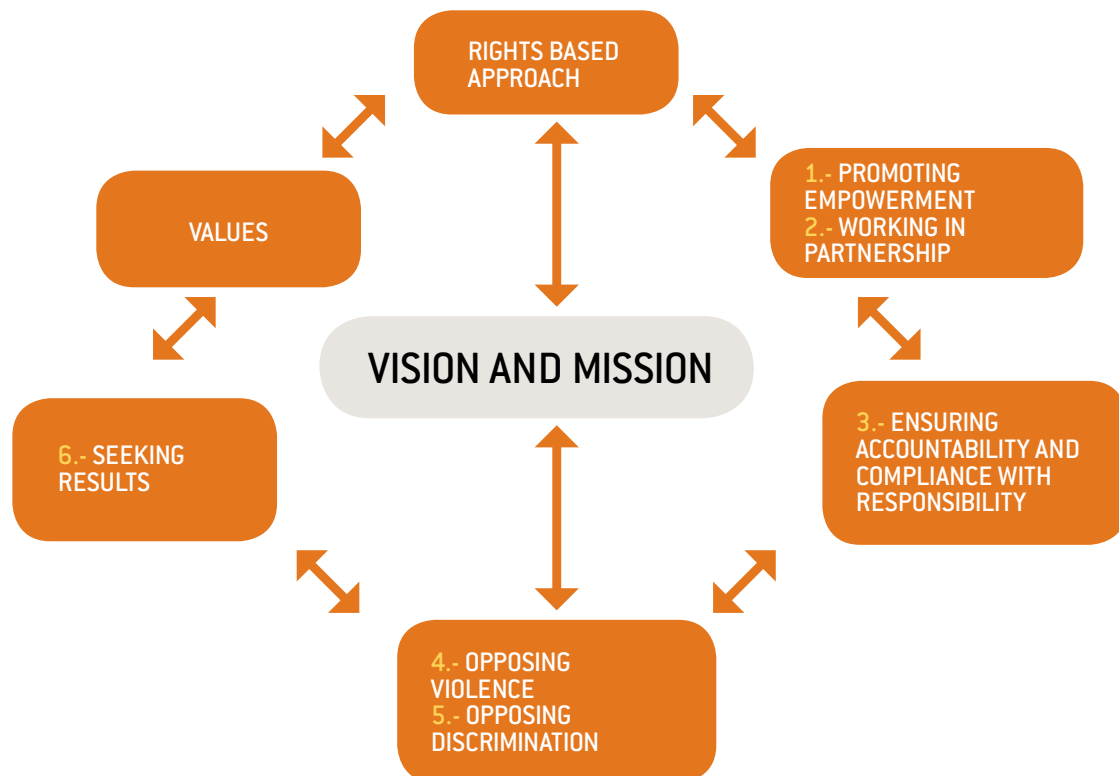 RIGHTS BASED
APPROACH
1.- PROMOTING
EMPOWERMENT
2.- WORKING IN
PARTNERSHIP
VALUES
VISION AND MISSION
3.- ENSURING
ACCOUNTABILITY AND
COMPLIANCE WITH
RESPONSIBILITY
6.- SEEKING
RESULTS
4.- OPPOSING
VIOLENCE
5.- OPPOSING
DISCRIMINATION